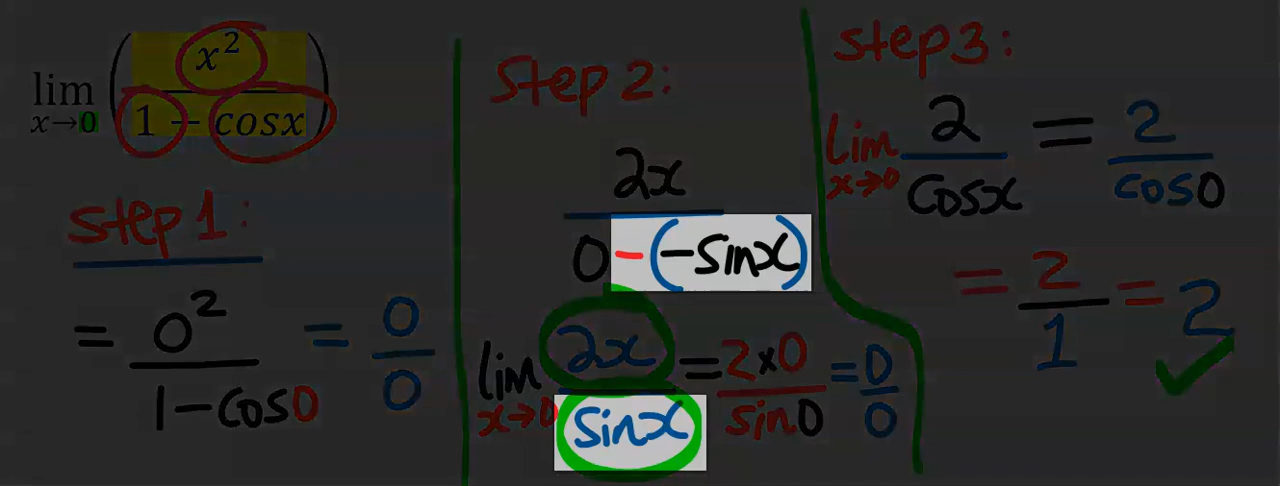 lim x→0 ( x² / 1 − cosx )
step 1:
= 0² / 1 − cos0 = 0 / 0
step 2:
2x / 0 − (−sinx)
lim x→0 2x / sinx = 2×0 / sin0 = 0 / 0
step 3:
lim x→0 2 / cosx = 2 / cos0
= 2 / 1 = 2 ✓